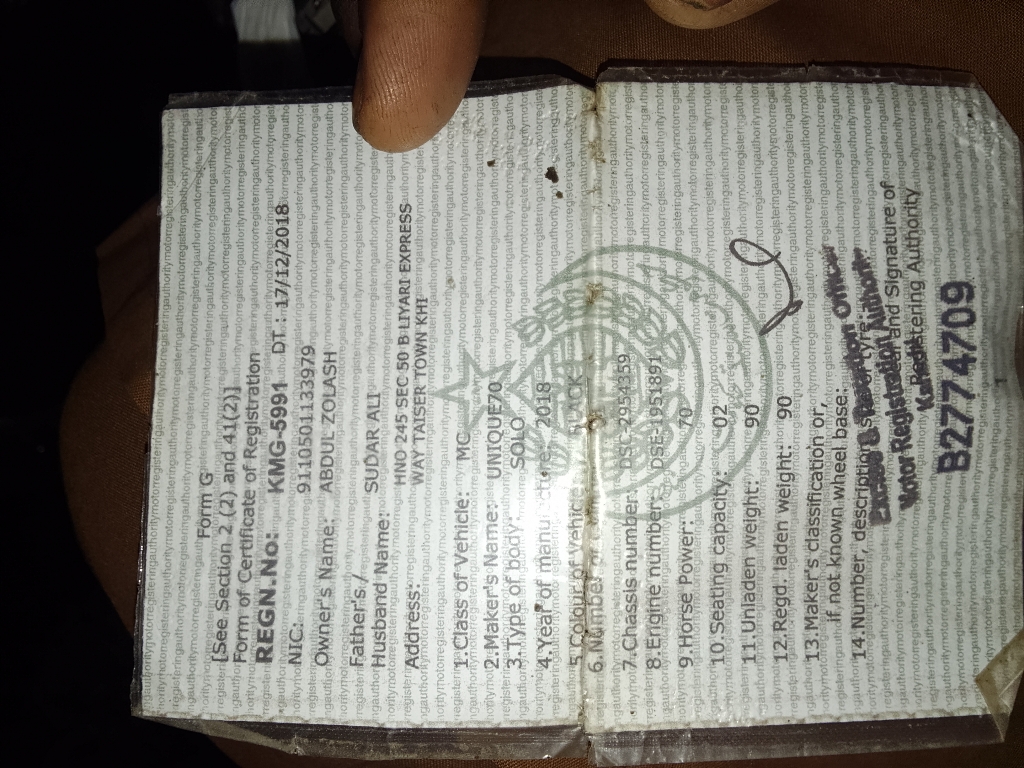 Form G
[See Section 2 (2) and 41(2)]
Form of Certificate of Registration
REGN.No: KMG-5991 DT : 17/12/2018
NIC: 9110501133979
Owner's Name: ABDUL ZOLASH
Father's/
Husband Name: SUDAR ALI
Address: HNO 245 SEC 50 B LIYARI EXPRESS
WAY TAISER TOWN KHI
1:Class of Vehicle: MC
2:Maker's Name: UNIQUE70
3.Type of body: SOLO
4.Year of manu 2018
5.Colour of Vehicle: BLACK
6.Number of
7.Chassis number: DSC-2954359
8.Engine number: DSE-1951891
9.Horse Power: 70
10.Seating capacity: 02
11.Unladen weight: 90
12.Regd. laden weight: 90
13.Maker's classification or,
if not known wheel base:
14.Number, description &
and Signature of
Registering Authority
Motor Registration Authority
B2774709